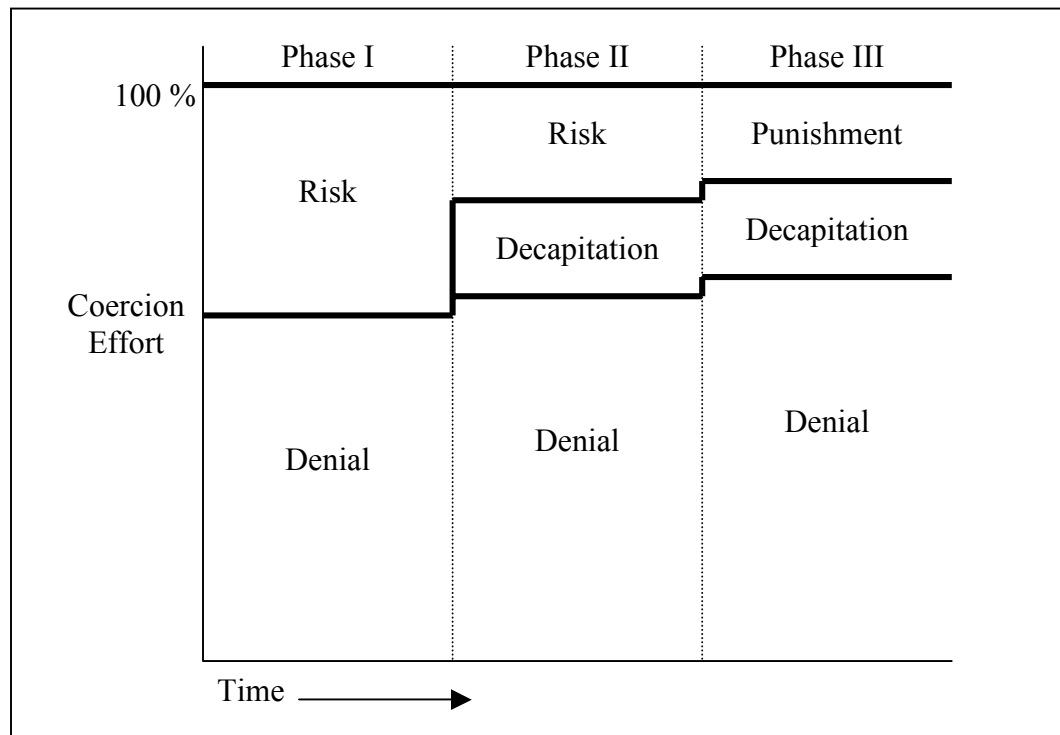 Phase I
Phase II
Phase III
100 %
Risk
Risk
Punishment
Decapitation
Decapitation
Coercion
Effort
Denial
Denial
Denial
Time